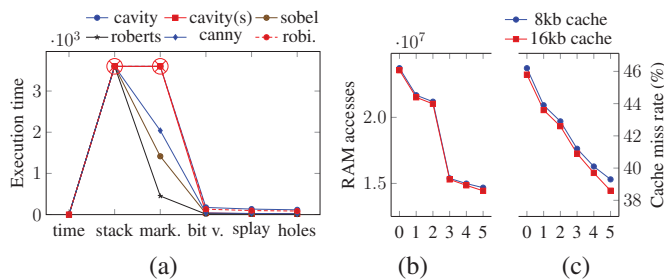 cavity cavity(s) sobel
roberts canny robi.
·10³
Execution time
3
2
1
0
time stack mark. bit v. splay holes
(a)
8kb cache
16kb cache
·10⁷
RAM accesses
2.0
1.5
0 1 2 3 4 5
(b)
46
44
42
40
38
Cache miss rate (%)
0 1 2 3 4 5
(c)